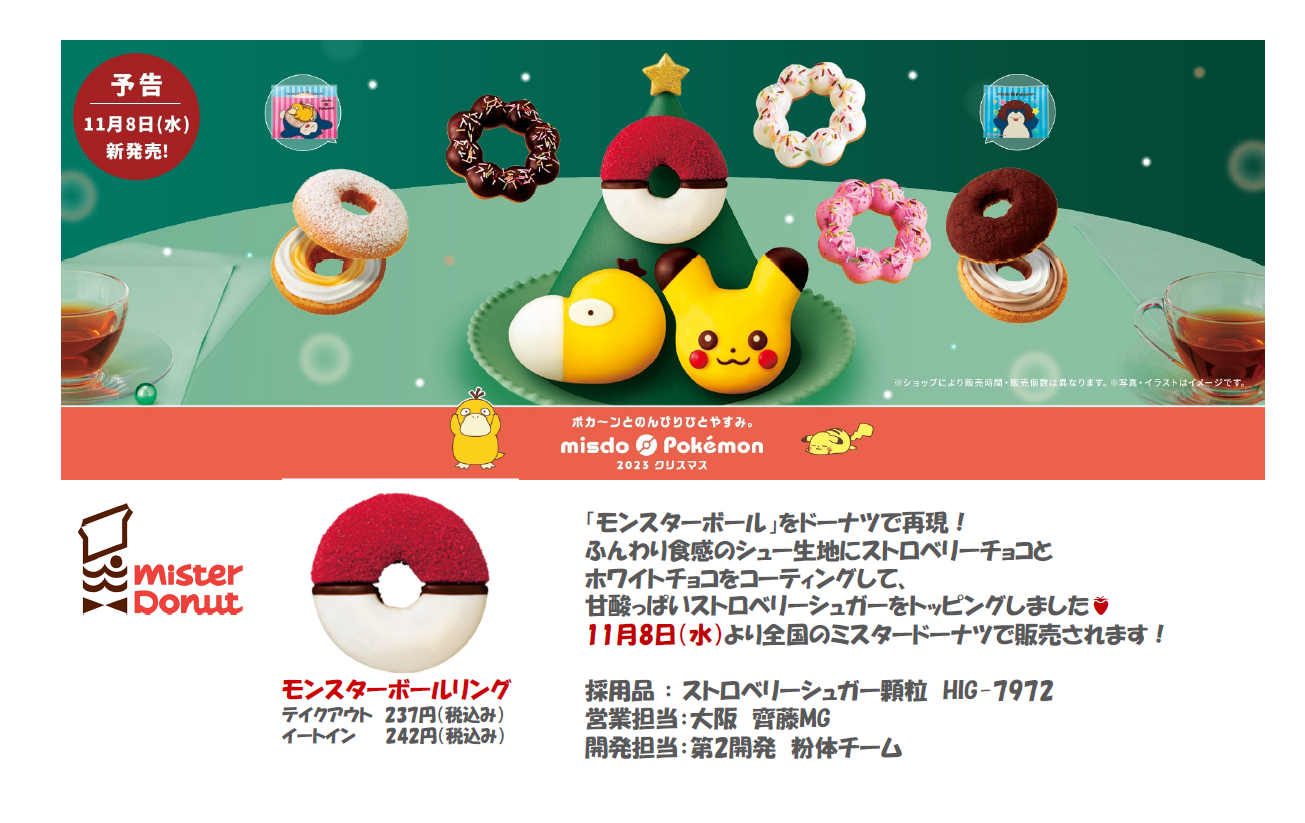 予告
11月8日(水)
新発売!
misdo
Pokémon
misdo
Pokémon
※ショップにより販売時間・販売個数は異なります。※写真・イラストはイメージです。
ポカ〜ンとのんびりひとやすみ。
misdo Pokémon
2023 クリスマス
mister
Donut
モンスターボールリング
テイクアウト 237円(税込み)
イートイン 242円(税込み)
「モンスターボール」をドーナツで再現！
ふんわり食感のシュー生地にストロベリーチョコと
ホワイトチョコをコーティングして、
甘酸っぱいストロベリーシュガーをトッピングしました
11月8日(水)より全国のミスタードーナツで販売されます！
採用品 : ストロベリーシュガー顆粒 HIG-7972
営業担当:大阪 齊藤MG
開発担当:第2開発 粉体チーム